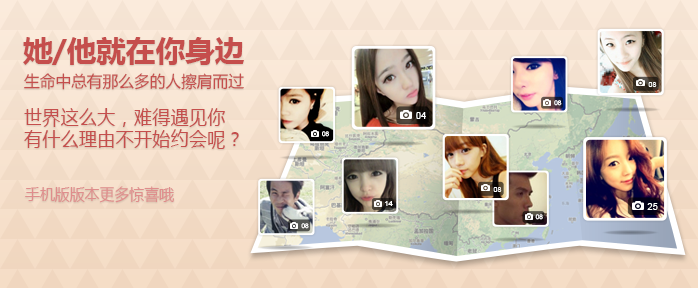 她/他就在你身边
生命中总有那么多的人擦肩而过
世界这么大，难得遇见你
有什么理由不开始约会呢？
手机版版本更多惊喜哦
08
04
08
08
08
14
08
08
25
蒙古